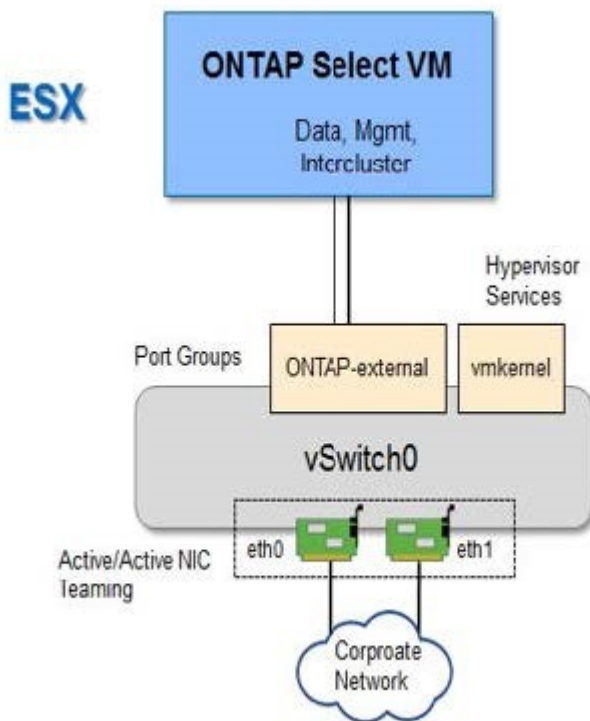 ONTAP Select VM
ESX
Data, Mgmt,
Intercluster
Hypervisor
Services
Port Groups
ONTAP-external
vmkernel
vSwitch0
eth0
eth1
Active/Active NIC
Teaming
Corproate
Network